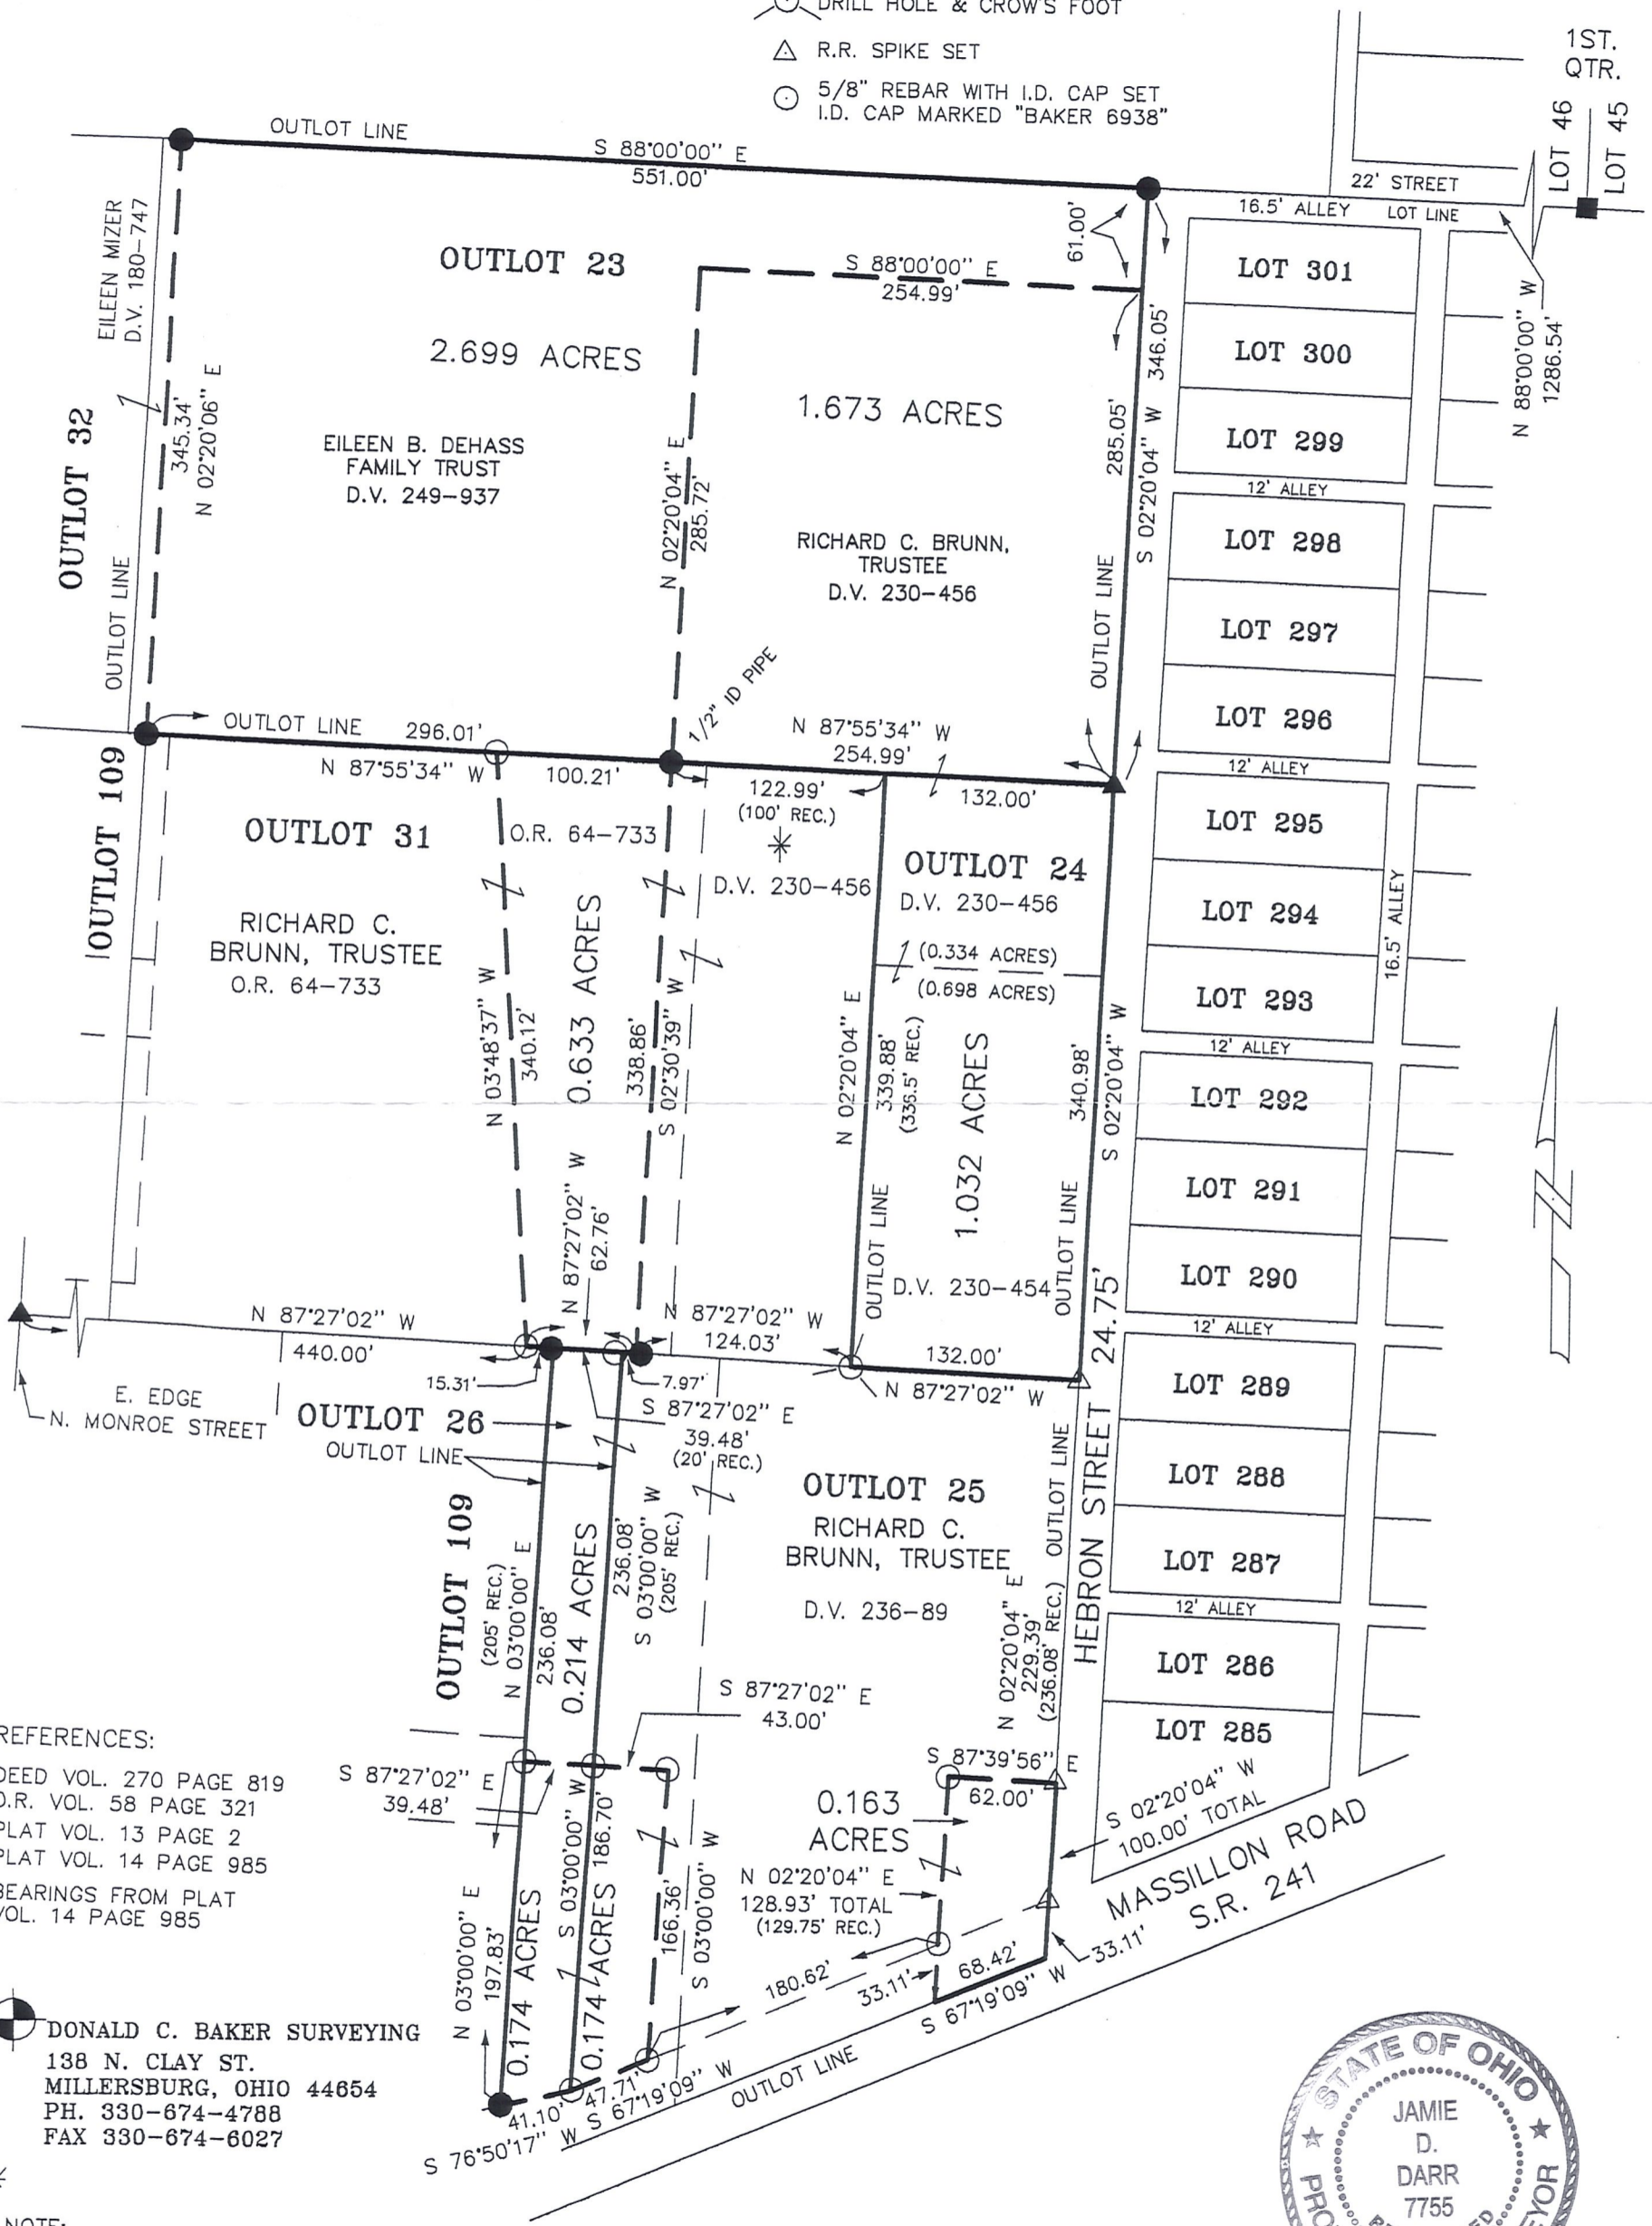 DRILL HOLE & CROW'S FOOT
R.R. SPIKE SET
5/8" REBAR WITH I.D. CAP SET
I.D. CAP MARKED "BAKER 6938"
1ST.
QTR.
LOT 46
LOT 45
OUTLOT LINE
S 88°00'00" E
551.00'
22' STREET
16.5' ALLEY
LOT LINE
N 88°00'00" W
1286.54'
EILEEN MIZER
D.V. 180-747
OUTLOT 23
61.00'
S 88°00'00" E
254.99'
2.699 ACRES
1.673 ACRES
346.05'
285.05'
S 02°20'04" W
OUTLOT 32
345.34'
N 02°20'06" E
EILEEN B. DEHASS
FAMILY TRUST
D.V. 249-937
N 02°20'04" E
285.72'
RICHARD C. BRUNN,
TRUSTEE
D.V. 230-456
OUTLOT LINE
OUTLOT LINE
LOT 301
LOT 300
LOT 299
12' ALLEY
LOT 298
LOT 297
LOT 296
12' ALLEY
LOT 295
LOT 294
LOT 293
16.5' ALLEY
12' ALLEY
LOT 292
LOT 291
LOT 290
12' ALLEY
LOT 289
LOT 288
LOT 287
12' ALLEY
LOT 286
LOT 285
OUTLOT LINE
296.01'
1/2" ID PIPE
N 87°55'34" W
254.99'
N 87°55'34" W
100.21'
122.99'
(100' REC.)
132.00'
OUTLOT 109
OUTLOT 31
O.R. 64-733
D.V. 230-456
OUTLOT 24
D.V. 230-456
RICHARD C.
BRUNN, TRUSTEE
O.R. 64-733
(0.334 ACRES)
(0.698 ACRES)
N 03°48'37" W
340.12'
0.633 ACRES
338.86'
S 02°30'39" W
N 02°20'04" E
339.88'
(336.5' REC.)
1.032 ACRES
340.98'
S 02°20'04" W
OUTLOT LINE
OUTLOT LINE
D.V. 230-454
N 87°27'02" W
62.76'
N 87°27'02" W
440.00'
N 87°27'02" W
124.03'
132.00'
N 87°27'02" W
15.31'
7.97'
E. EDGE
N. MONROE STREET
OUTLOT 26
OUTLOT LINE
S 87°27'02" E
39.48'
(20' REC.)
HEBRON STREET 24.75'
OUTLOT LINE
OUTLOT 25
RICHARD C.
BRUNN, TRUSTEE
D.V. 236-89
OUTLOT 109
(205' REC.)
N 03°00'00" E
236.08'
0.214 ACRES
236.08'
S 03°00'00" W
(205' REC.)
N 02°20'04" E
229.39'
(236.08' REC.)
S 87°27'02" E
43.00'
S 87°27'02" E
39.48'
S 87°39'56" E
62.00'
0.163
ACRES
N 02°20'04" E
128.93' TOTAL
(129.75' REC.)
S 02°20'04" W
100.00' TOTAL
MASSILLON ROAD
S.R. 241
N 03°00'00" E
197.83'
0.174 ACRES
S 03°00'00" W
186.70'
0.174 ACRES
166.36'
S 03°00'00" W
180.62'
33.11'
68.42'
33.11'
S 67°19'09" W
41.10'
47.71'
S 67°19'09" W
S 76°50'17" W
OUTLOT LINE
REFERENCES:
DEED VOL. 270 PAGE 819
O.R. VOL. 58 PAGE 321
PLAT VOL. 13 PAGE 2
PLAT VOL. 14 PAGE 985
BEARINGS FROM PLAT
VOL. 14 PAGE 985
DONALD C. BAKER SURVEYING
138 N. CLAY ST.
MILLERSBURG, OHIO 44654
PH. 330-674-4788
FAX 330-674-6027
NOTE:
STATE OF OHIO
JAMIE
D.
DARR
7755